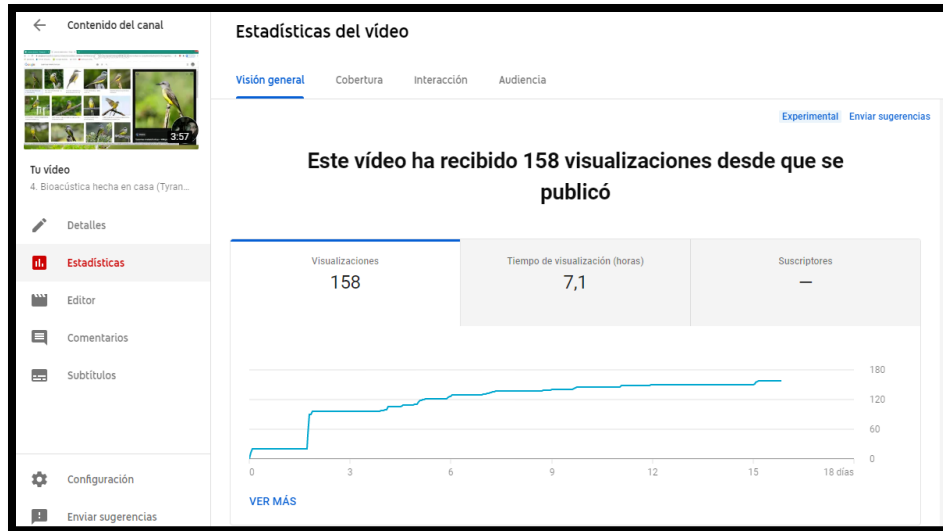 Contenido del canal
3:57
Tu vídeo
4. Bioacústica hecha en casa (Tyran...
Detalles
Estadísticas
Editor
Comentarios
Subtítulos
Configuración
Enviar sugerencias
Estadísticas del vídeo
Visión general Cobertura Interacción Audiencia
Experimental Enviar sugerencias
Este vídeo ha recibido 158 visualizaciones desde que se
publicó
Visualizaciones Tiempo de visualización (horas) Suscriptores
158 7,1 —
180
120
60
0
0 3 6 9 12 15 18 días
VER MÁS